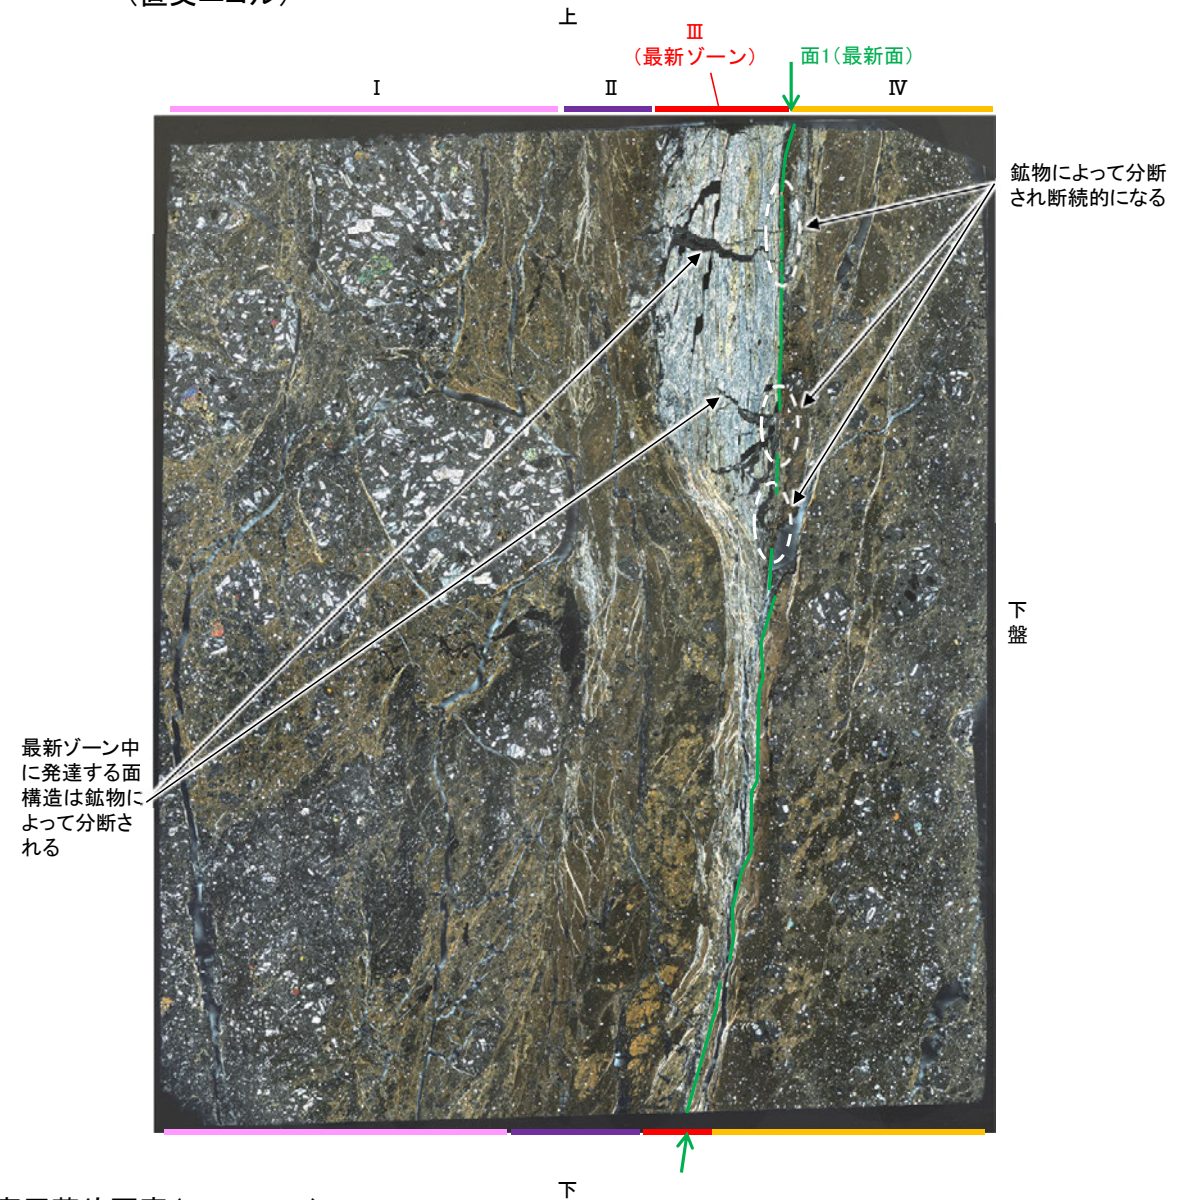 上
Ⅲ
（最新ゾーン）
面1（最新面）
Ⅰ
Ⅱ
Ⅳ
鉱物によって分断
され断続的になる
下
盤
最新ゾーン中
に発達する面
構造は鉱物に
よって分断さ
れる
下